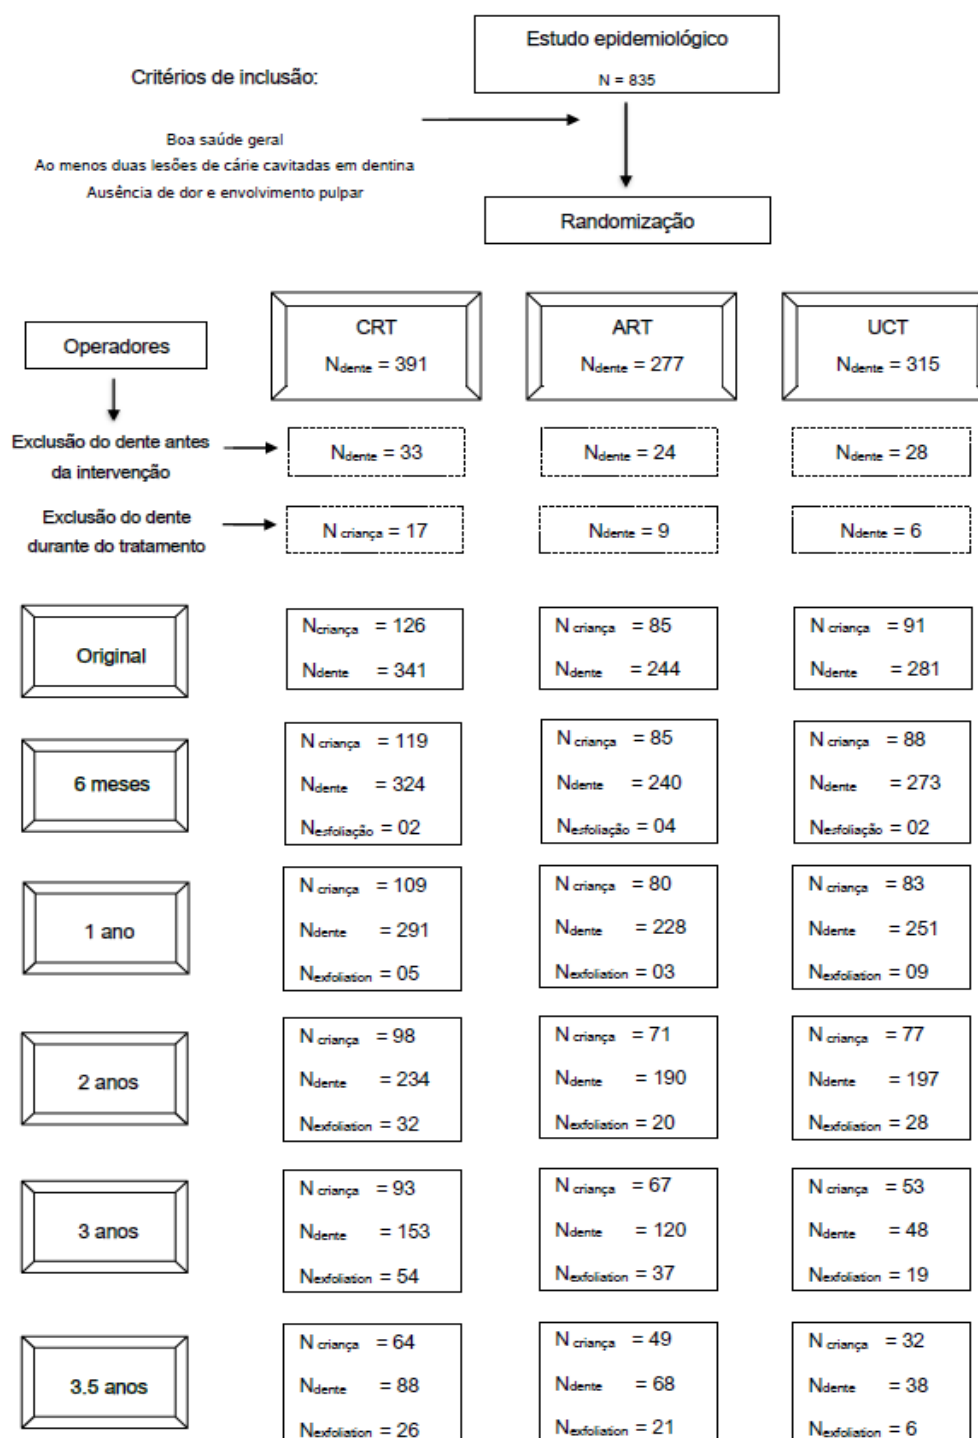 Estudo epidemiológico
N = 835
Critérios de inclusão:
Boa saúde geral
Ao menos duas lesões de cárie cavitadas em dentina
Ausência de dor e envolvimento pulpar
Randomização
Operadores
CRT
Ndente = 391
ART
Ndente = 277
UCT
Ndente = 315
Exclusão do dente antes
da intervenção
Ndente = 33
Ndente = 24
Ndente = 28
Exclusão do dente
durante do tratamento
N criança = 17
Ndente = 9
Ndente = 6
Original
Ncriança = 126
Ndente = 341
N criança = 85
Ndente = 244
N criança = 91
Ndente = 281
6 meses
N criança = 119
Ndente = 324
Nesfoliação = 02
N criança = 85
Ndente = 240
Nesfoliação = 04
N criança = 88
Ndente = 273
Nesfoliação = 02
1 ano
N criança = 109
Ndente = 291
Nexfoliation = 05
N criança = 80
Ndente = 228
Nexfoliation = 03
N criança = 83
Ndente = 251
Nexfoliation = 09
2 anos
N criança = 98
Ndente = 234
Nexfoliation = 32
N criança = 71
Ndente = 190
Nexfoliation = 20
N criança = 77
Ndente = 197
Nexfoliation = 28
3 anos
N criança = 93
Ndente = 153
Nexfoliation = 54
N criança = 67
Ndente = 120
Nexfoliation = 37
N criança = 53
Ndente = 48
Nexfoliation = 19
3.5 anos
N criança = 64
Ndente = 88
Nexfoliation = 26
N criança = 49
Ndente = 68
Nexfoliation = 21
N criança = 32
Ndente = 38
Nexfoliation = 6